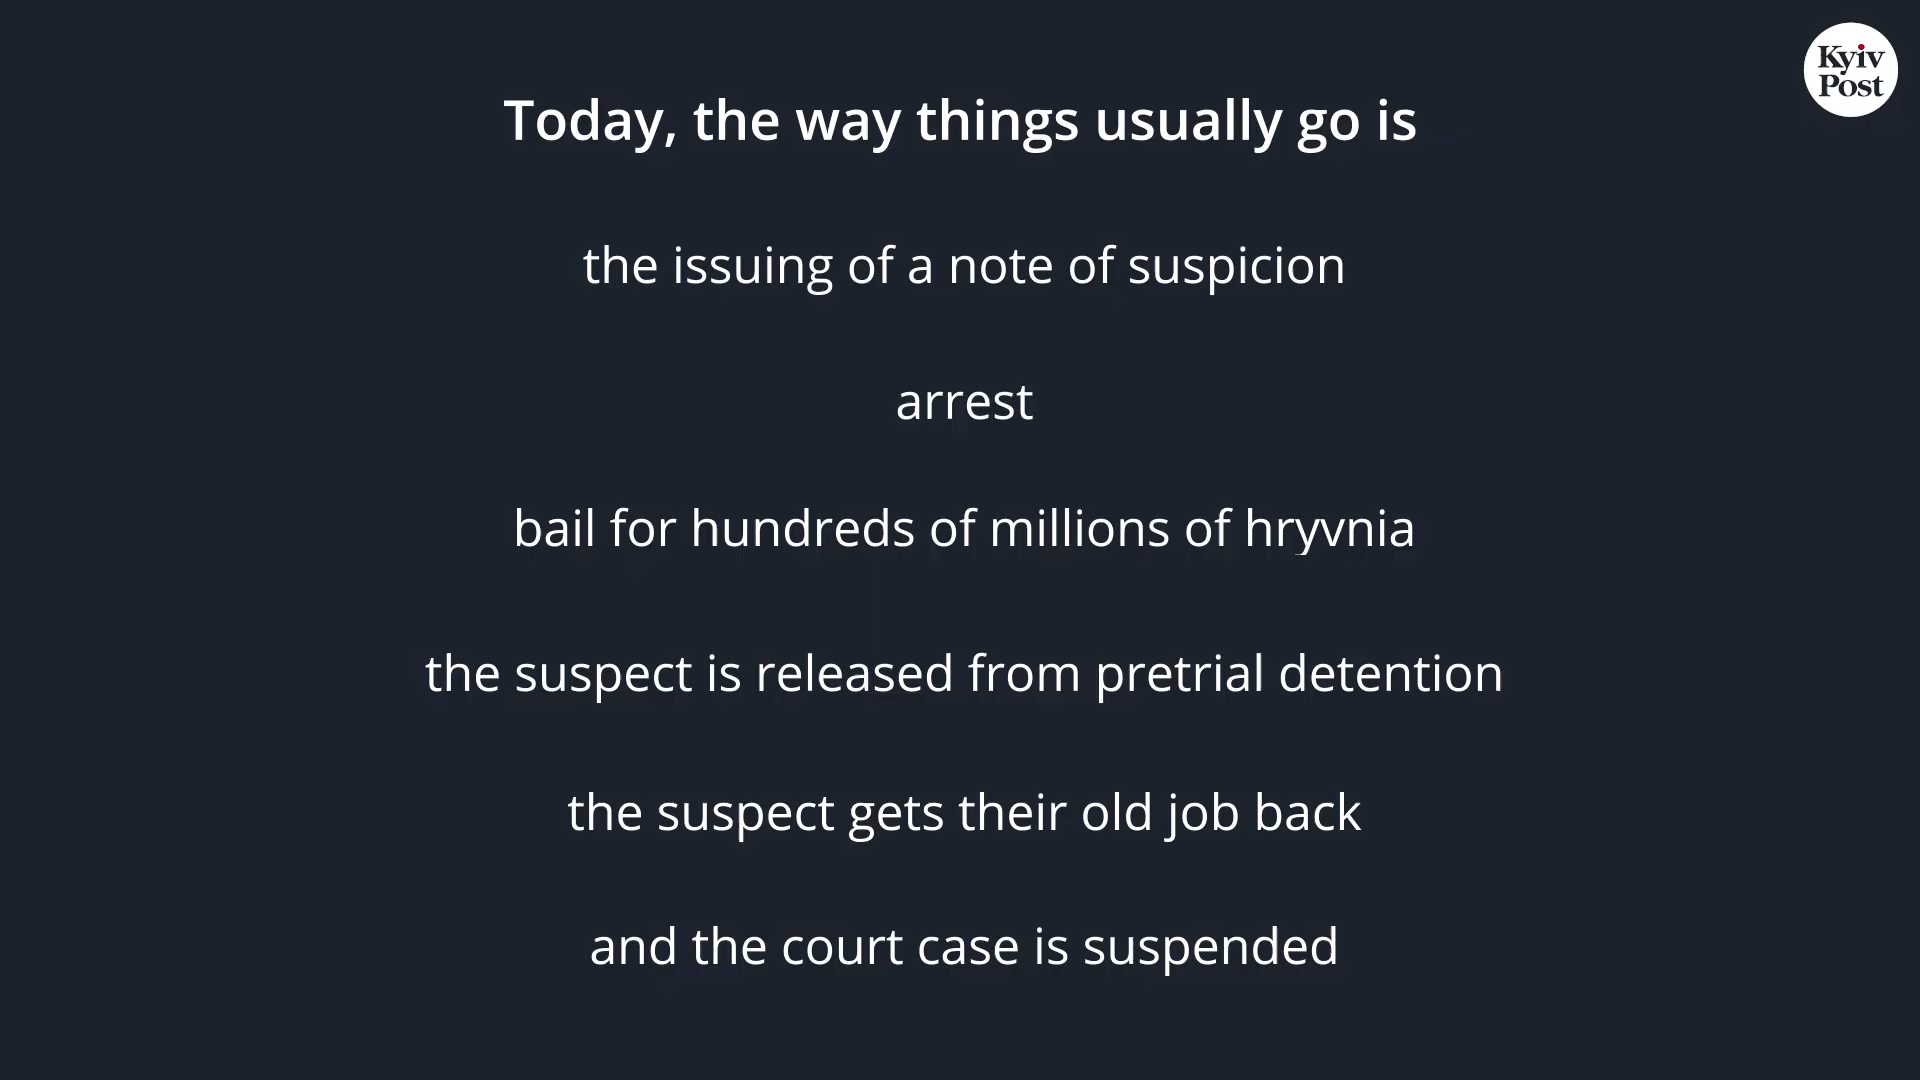 Kyiv
Post
Today, the way things usually go is
the issuing of a note of suspicion
arrest
bail for hundreds of millions of hryvnia
the suspect is released from pretrial detention
the suspect gets their old job back
and the court case is suspended